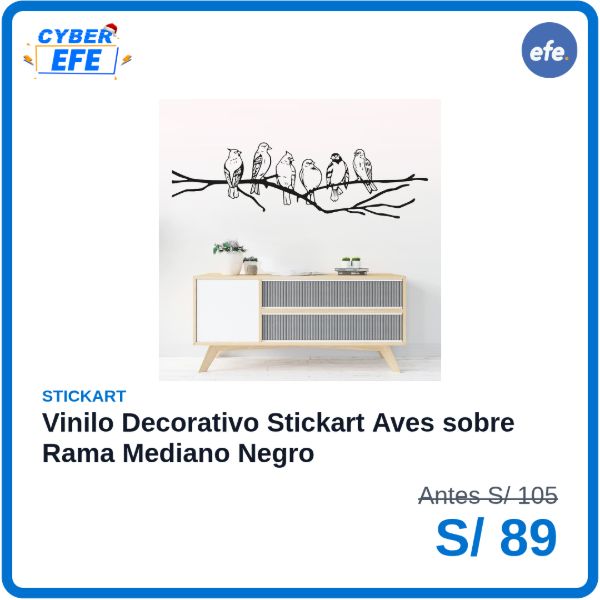 CYBER
EFE
efe.
STICKART
Vinilo Decorativo Stickart Aves sobre
Rama Mediano Negro
Antes S/ 105
S/ 89